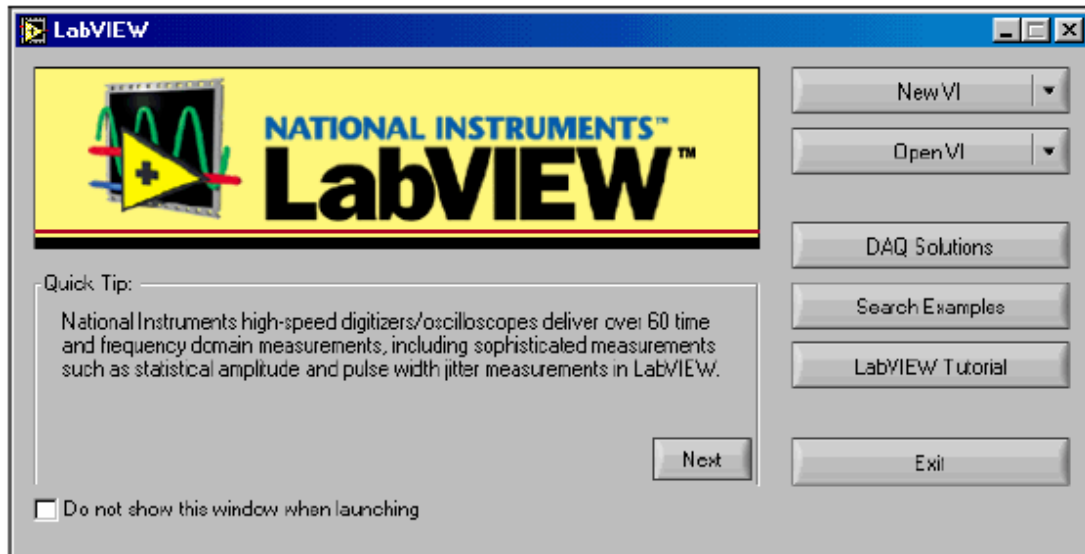 LabVIEW
NATIONAL INSTRUMENTS™
LabVIEW™
New VI
Open VI
DAQ Solutions
Search Examples
LabVIEW Tutorial
Exit
Quick Tip:
National Instruments high-speed digitizers/oscilloscopes deliver over 60 time
and frequency domain measurements, including sophisticated measurements
such as statistical amplitude and pulse width jitter measurements in LabVIEW.
Next
Do not show this window when launching